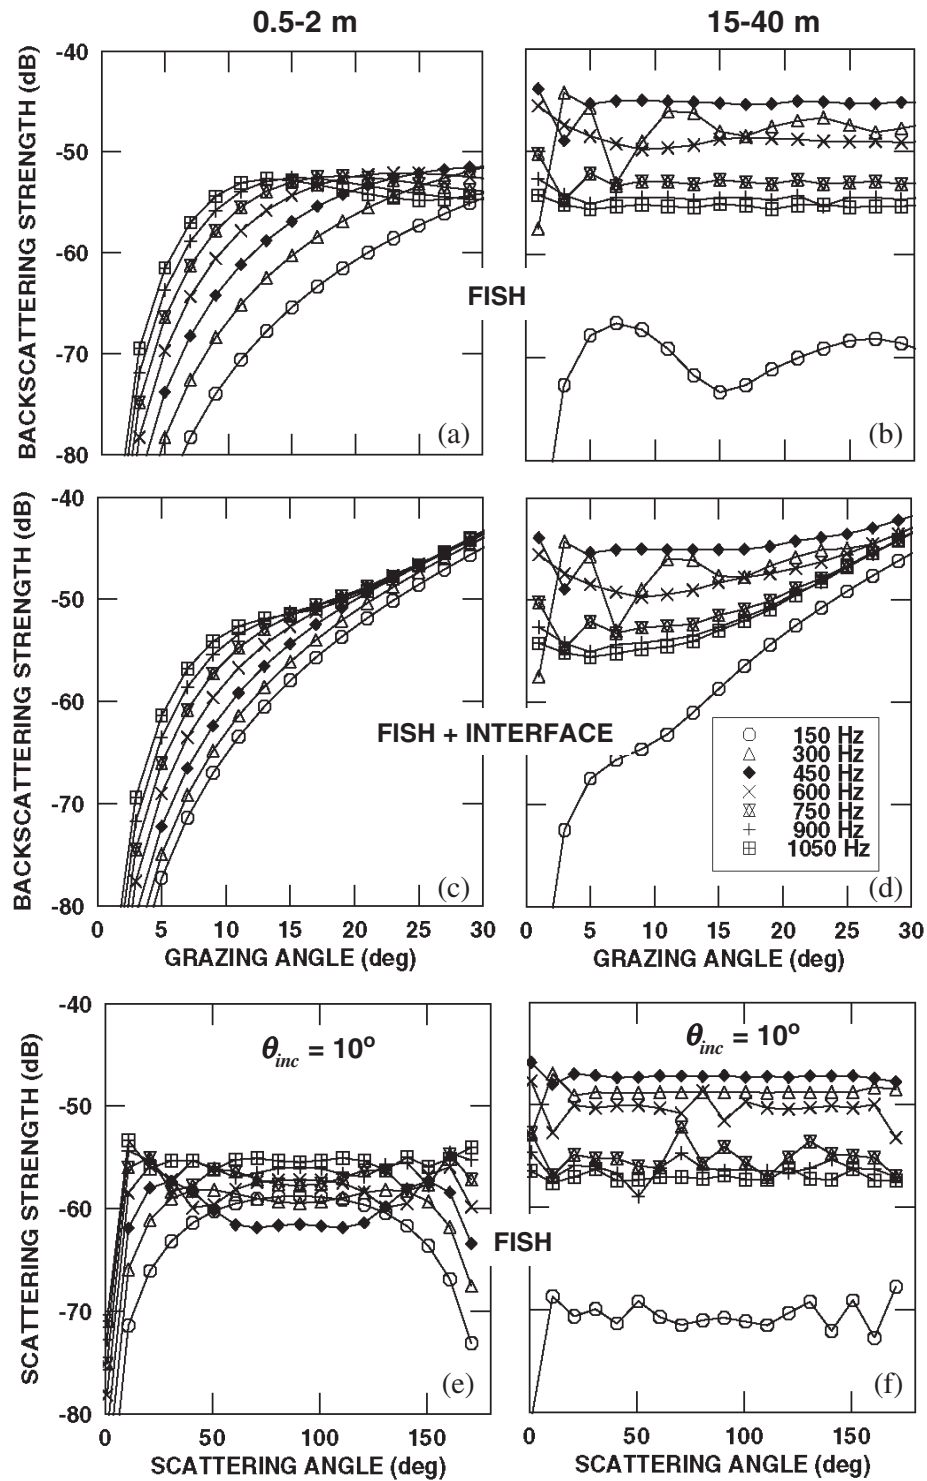 0.5-2 m 15-40 m
BACKSCATTERING STRENGTH (dB)
-40
-50
-60
-70
-80
(a)
FISH
(b)
BACKSCATTERING STRENGTH (dB)
-40
-50
-60
-70
-80
0 5 10 15 20 25 30
GRAZING ANGLE (deg)
(c)
FISH + INTERFACE
150 Hz
300 Hz
450 Hz
600 Hz
750 Hz
900 Hz
1050 Hz
(d)
0 5 10 15 20 25 30
GRAZING ANGLE (deg)
SCATTERING STRENGTH (dB)
-40
-50
-60
-70
-80
θinc = 10º
(e)
0 50 100 150
SCATTERING ANGLE (deg)
FISH
θinc = 10º
(f)
0 50 100 150
SCATTERING ANGLE (deg)